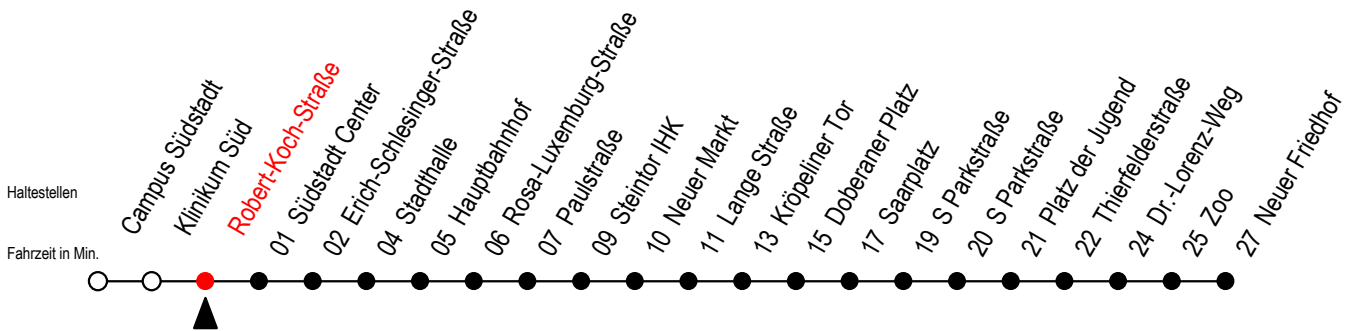 Haltestellen
Fahrzeit in Min.
Campus Südstadt
Klinikum Süd
Robert-Koch-Straße
01 Südstadt Center
02 Erich-Schlesinger-Straße
04 Stadthalle
05 Hauptbahnhof
06 Rosa-Luxemburg-Straße
07 Paulstraße
09 Steintor IHK
10 Neuer Markt
11 Lange Straße
13 Kröpeliner Tor
15 Doberaner Platz
17 Saarplatz
19 S Parkstraße
20 S Parkstraße
21 Platz der Jugend
22 Thierfelderstraße
24 Dr.-Lorenz-Weg
25 Zoo
27 Neuer Friedhof